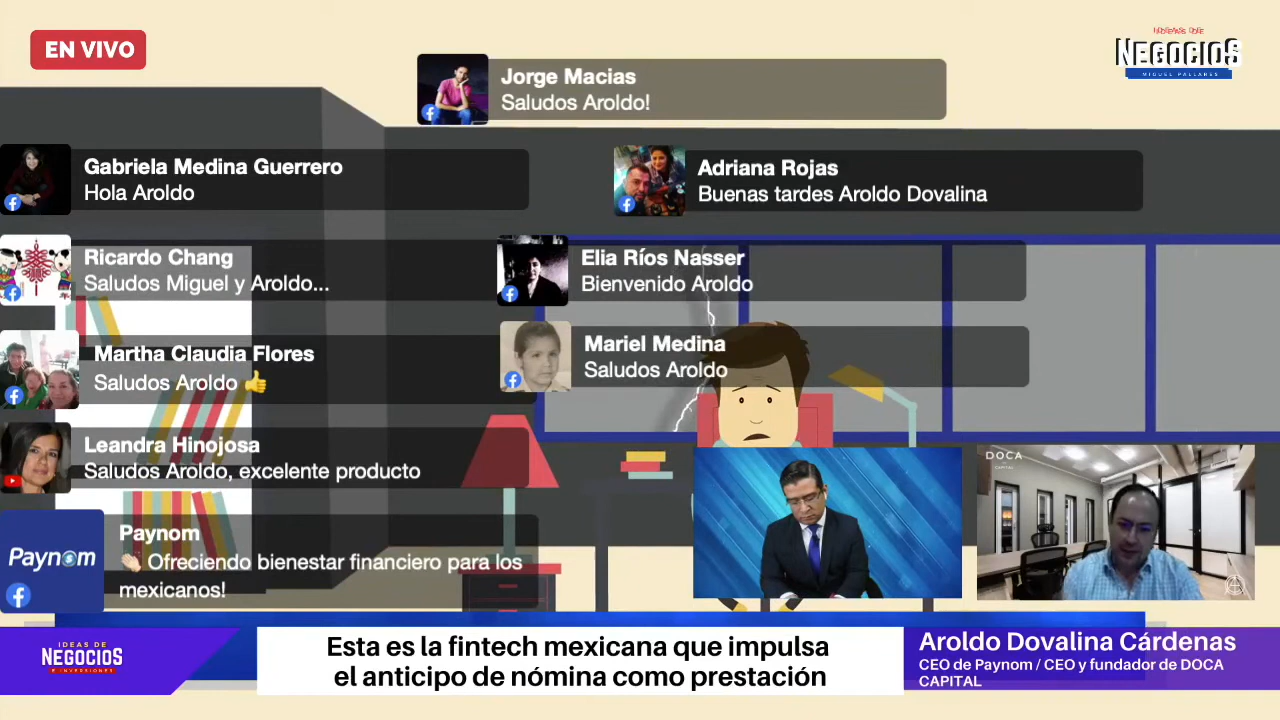 EN VIVO
IDEAS DE
NEGOCIOS
MIGUEL PALLARES
Jorge Macias
Saludos Aroldo!
Gabriela Medina Guerrero
Hola Aroldo
Adriana Rojas
Buenas tardes Aroldo Dovalina
Ricardo Chang
Saludos Miguel y Aroldo...
Elia Ríos Nasser
Bienvenido Aroldo
Martha Claudia Flores
Saludos Aroldo 👍
Mariel Medina
Saludos Aroldo
Leandra Hinojosa
Saludos Aroldo, excelente producto
DOCA
CAPITAL
Paynom
Paynom
👏🏻 Ofreciendo bienestar financiero para los
mexicanos!
IDEAS DE
NEGOCIOS
E INVERSIONES
Esta es la fintech mexicana que impulsa
el anticipo de nómina como prestación
Aroldo Dovalina Cárdenas
CEO de Paynom / CEO y fundador de DOCA
CAPITAL